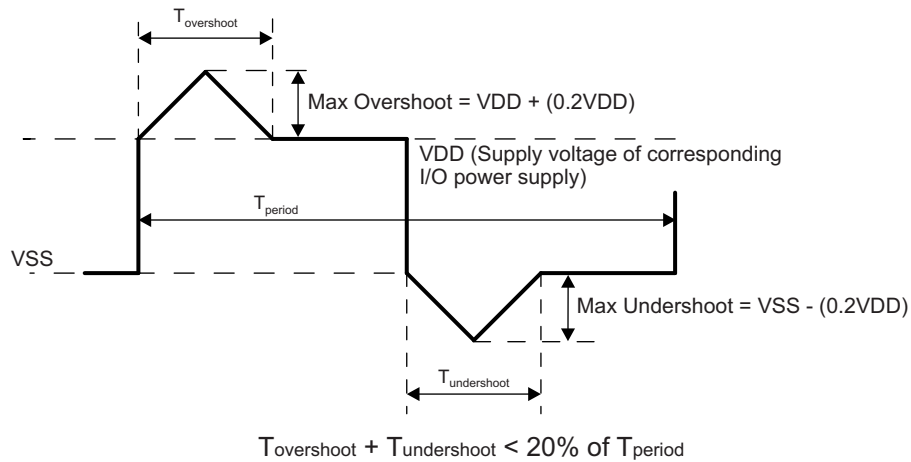 Tovershoot
Max Overshoot = VDD + (0.2VDD)
VDD (Supply voltage of corresponding
I/O power supply)
Tperiod
VSS
Max Undershoot = VSS - (0.2VDD)
Tundershoot
Tovershoot + Tundershoot < 20% of Tperiod